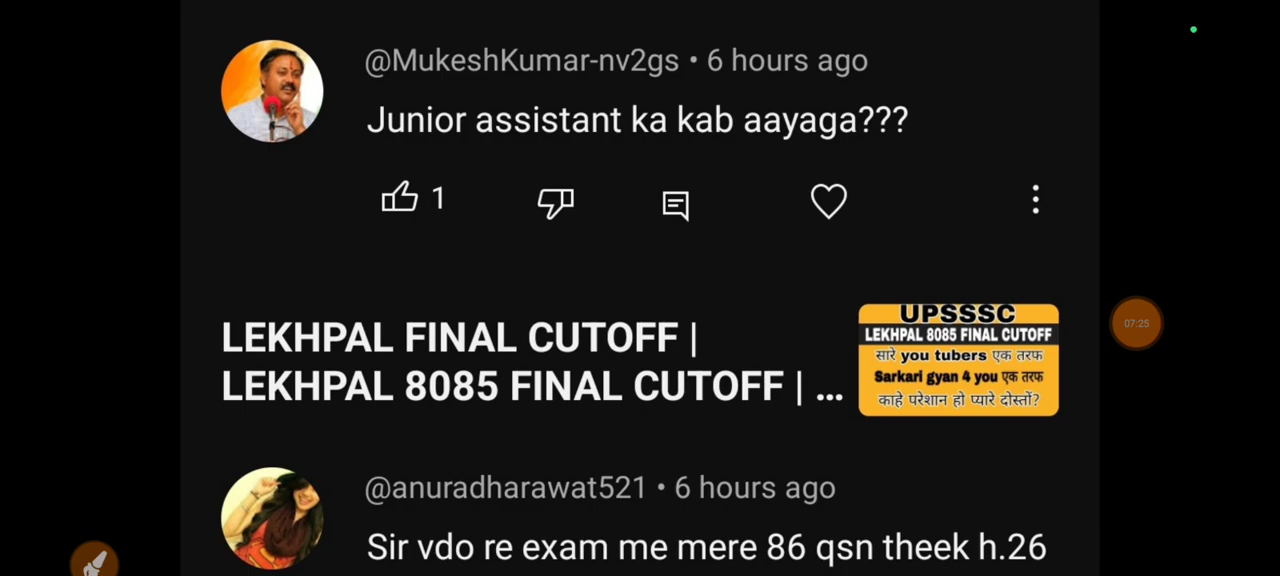 @MukeshKumar-nv2gs • 6 hours ago
Junior assistant ka kab aayaga???
1
LEKHPAL FINAL CUTOFF |
LEKHPAL 8085 FINAL CUTOFF | ...
UPSSSC
LEKHPAL 8085 FINAL CUTOFF
सारे you tubers एक तरफ
Sarkari gyan 4 you एक तरफ
काहे परेशान हो प्यारे दोस्तों?
07:25
@anuradharawat521 • 6 hours ago
Sir vdo re exam me mere 86 qsn theek h.26